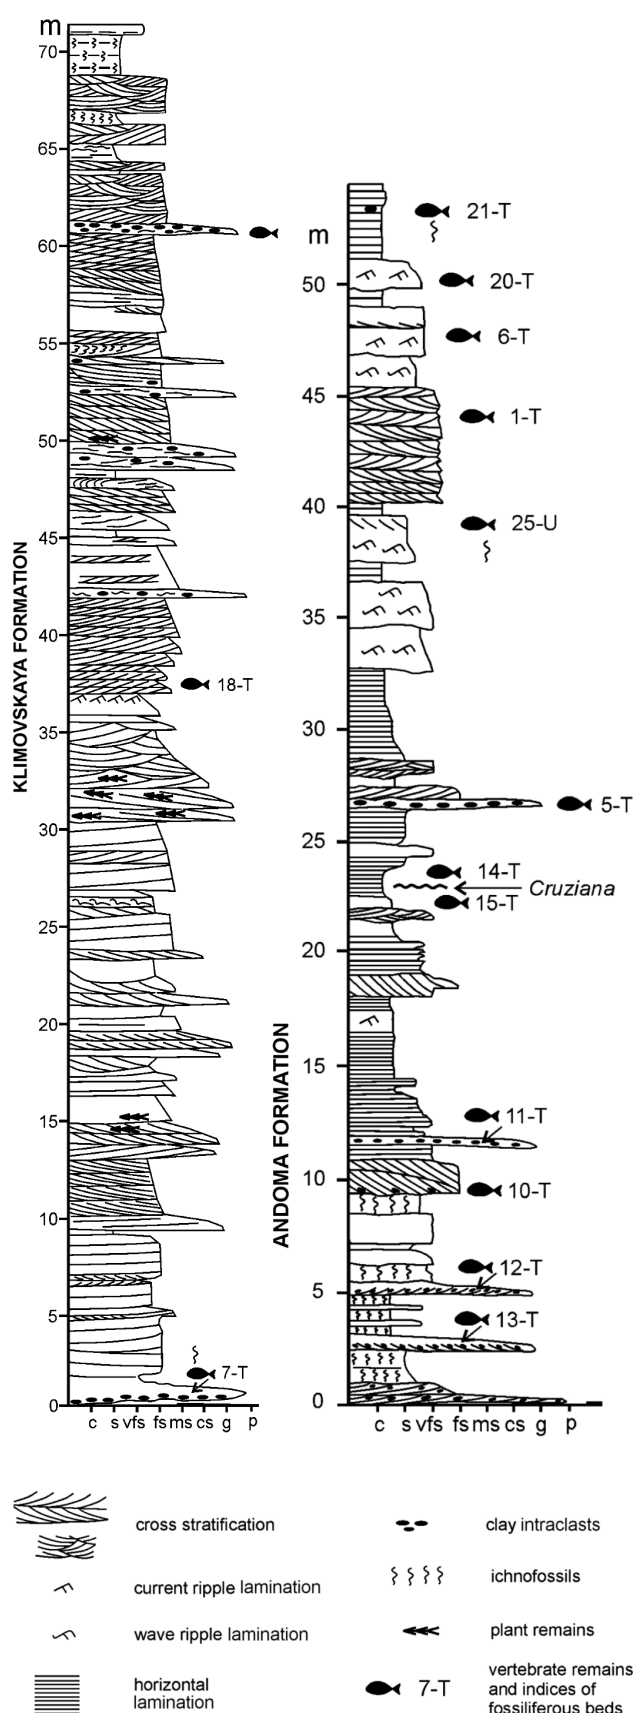 m
70
65
60
55
50
45
40
35
30
25
20
15
10
5
0
KLIMOVSKAYA FORMATION
18-T
7-T
c s vfs fs ms cs g p
m
50
45
40
35
30
25
20
15
10
5
0
ANDOMA FORMATION
21-T
20-T
6-T
1-T
25-U
5-T
14-T
Cruziana
15-T
11-T
10-T
12-T
13-T
c s vfs fs ms cs g p
cross stratification
current ripple lamination
wave ripple lamination
horizontal
lamination
clay intraclasts
ichnofossils
plant remains
7-T
vertebrate remains
and indices of
fossiliferous beds